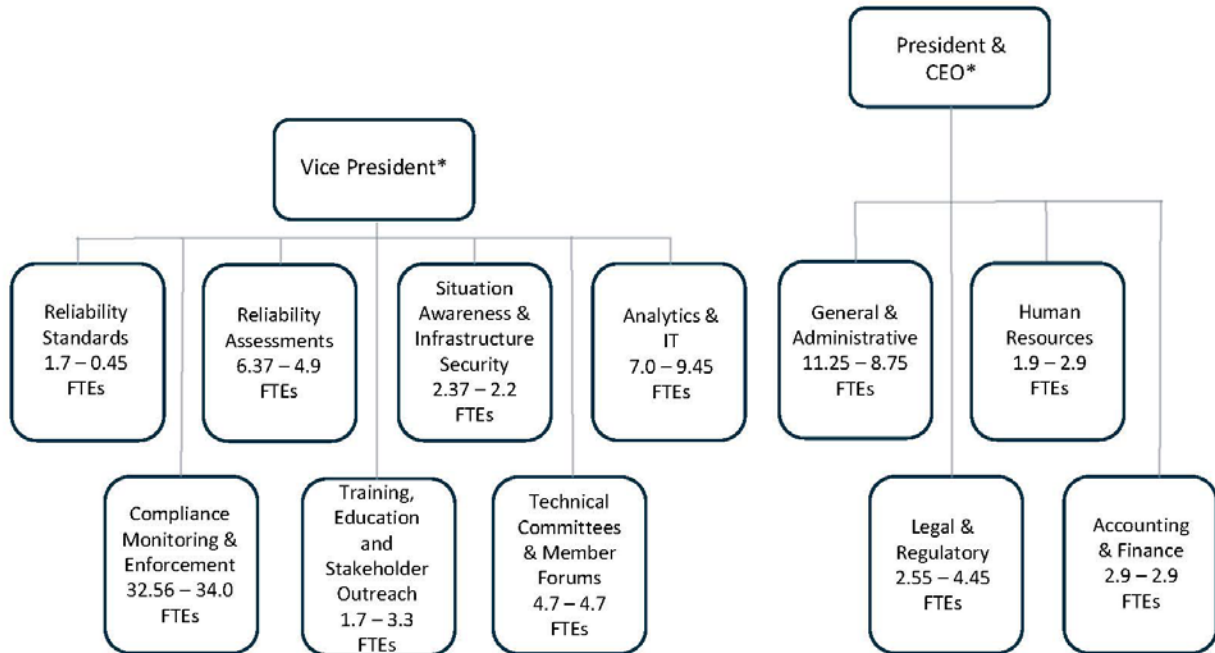 President &
CEO*
Vice President*
Reliability
Standards
1.7 – 0.45
FTEs
Reliability
Assessments
6.37 – 4.9
FTEs
Situation
Awareness &
Infrastructure
Security
2.37 – 2.2
FTEs
Analytics &
IT
7.0 – 9.45
FTEs
General &
Administrative
11.25 – 8.75
FTEs
Human
Resources
1.9 – 2.9
FTEs
Compliance
Monitoring &
Enforcement
32.56 – 34.0
FTEs
Training,
Education
and
Stakeholder
Outreach
1.7 – 3.3
FTEs
Technical
Committees
& Member
Forums
4.7 – 4.7
FTEs
Legal &
Regulatory
2.55 – 4.45
FTEs
Accounting
& Finance
2.9 – 2.9
FTEs